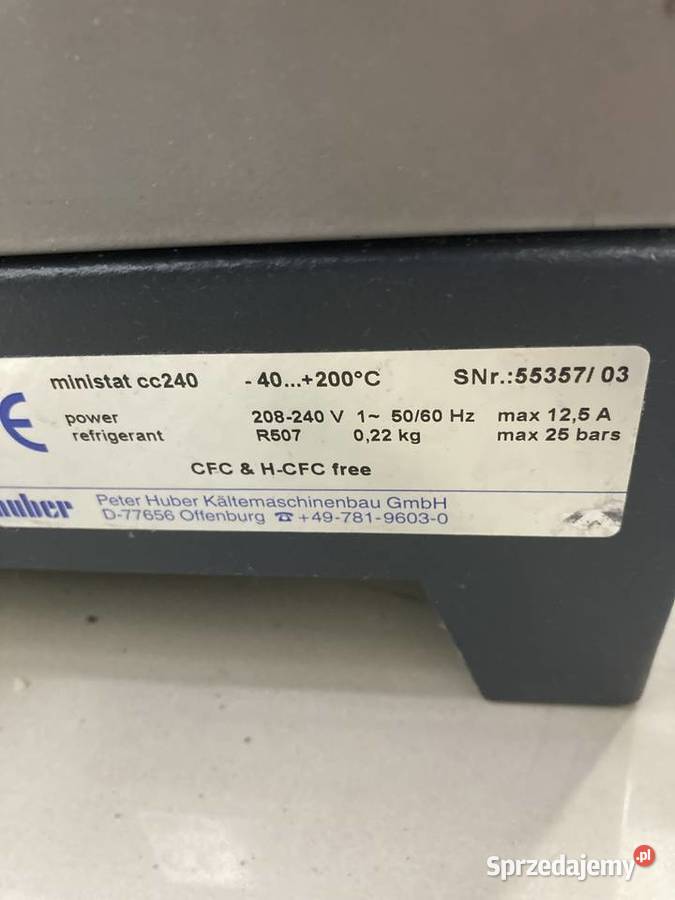 ministat cc240 - 40...+200°C SNr.:55357/ 03
power 208-240 V 1~ 50/60 Hz max 12,5 A
refrigerant R507 0,22 kg max 25 bars
CFC & H-CFC free
huber Peter Huber Kältemaschinenbau GmbH
D-77656 Offenburg ☎ +49-781-9603-0
Sprzedajemy.pl